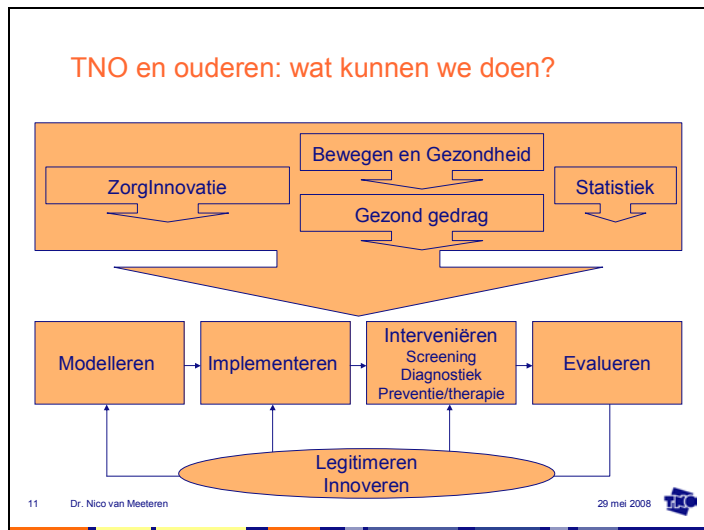 TNO en ouderen: wat kunnen we doen?
Bewegen en Gezondheid
ZorgInnovatie
Statistiek
Gezond gedrag
Modelleren
Implementeren
Interveniëren
Screening
Diagnostiek
Preventie/therapie
Evalueren
Legitimeren
Innoveren
11 Dr. Nico van Meeteren 29 mei 2008 TNO